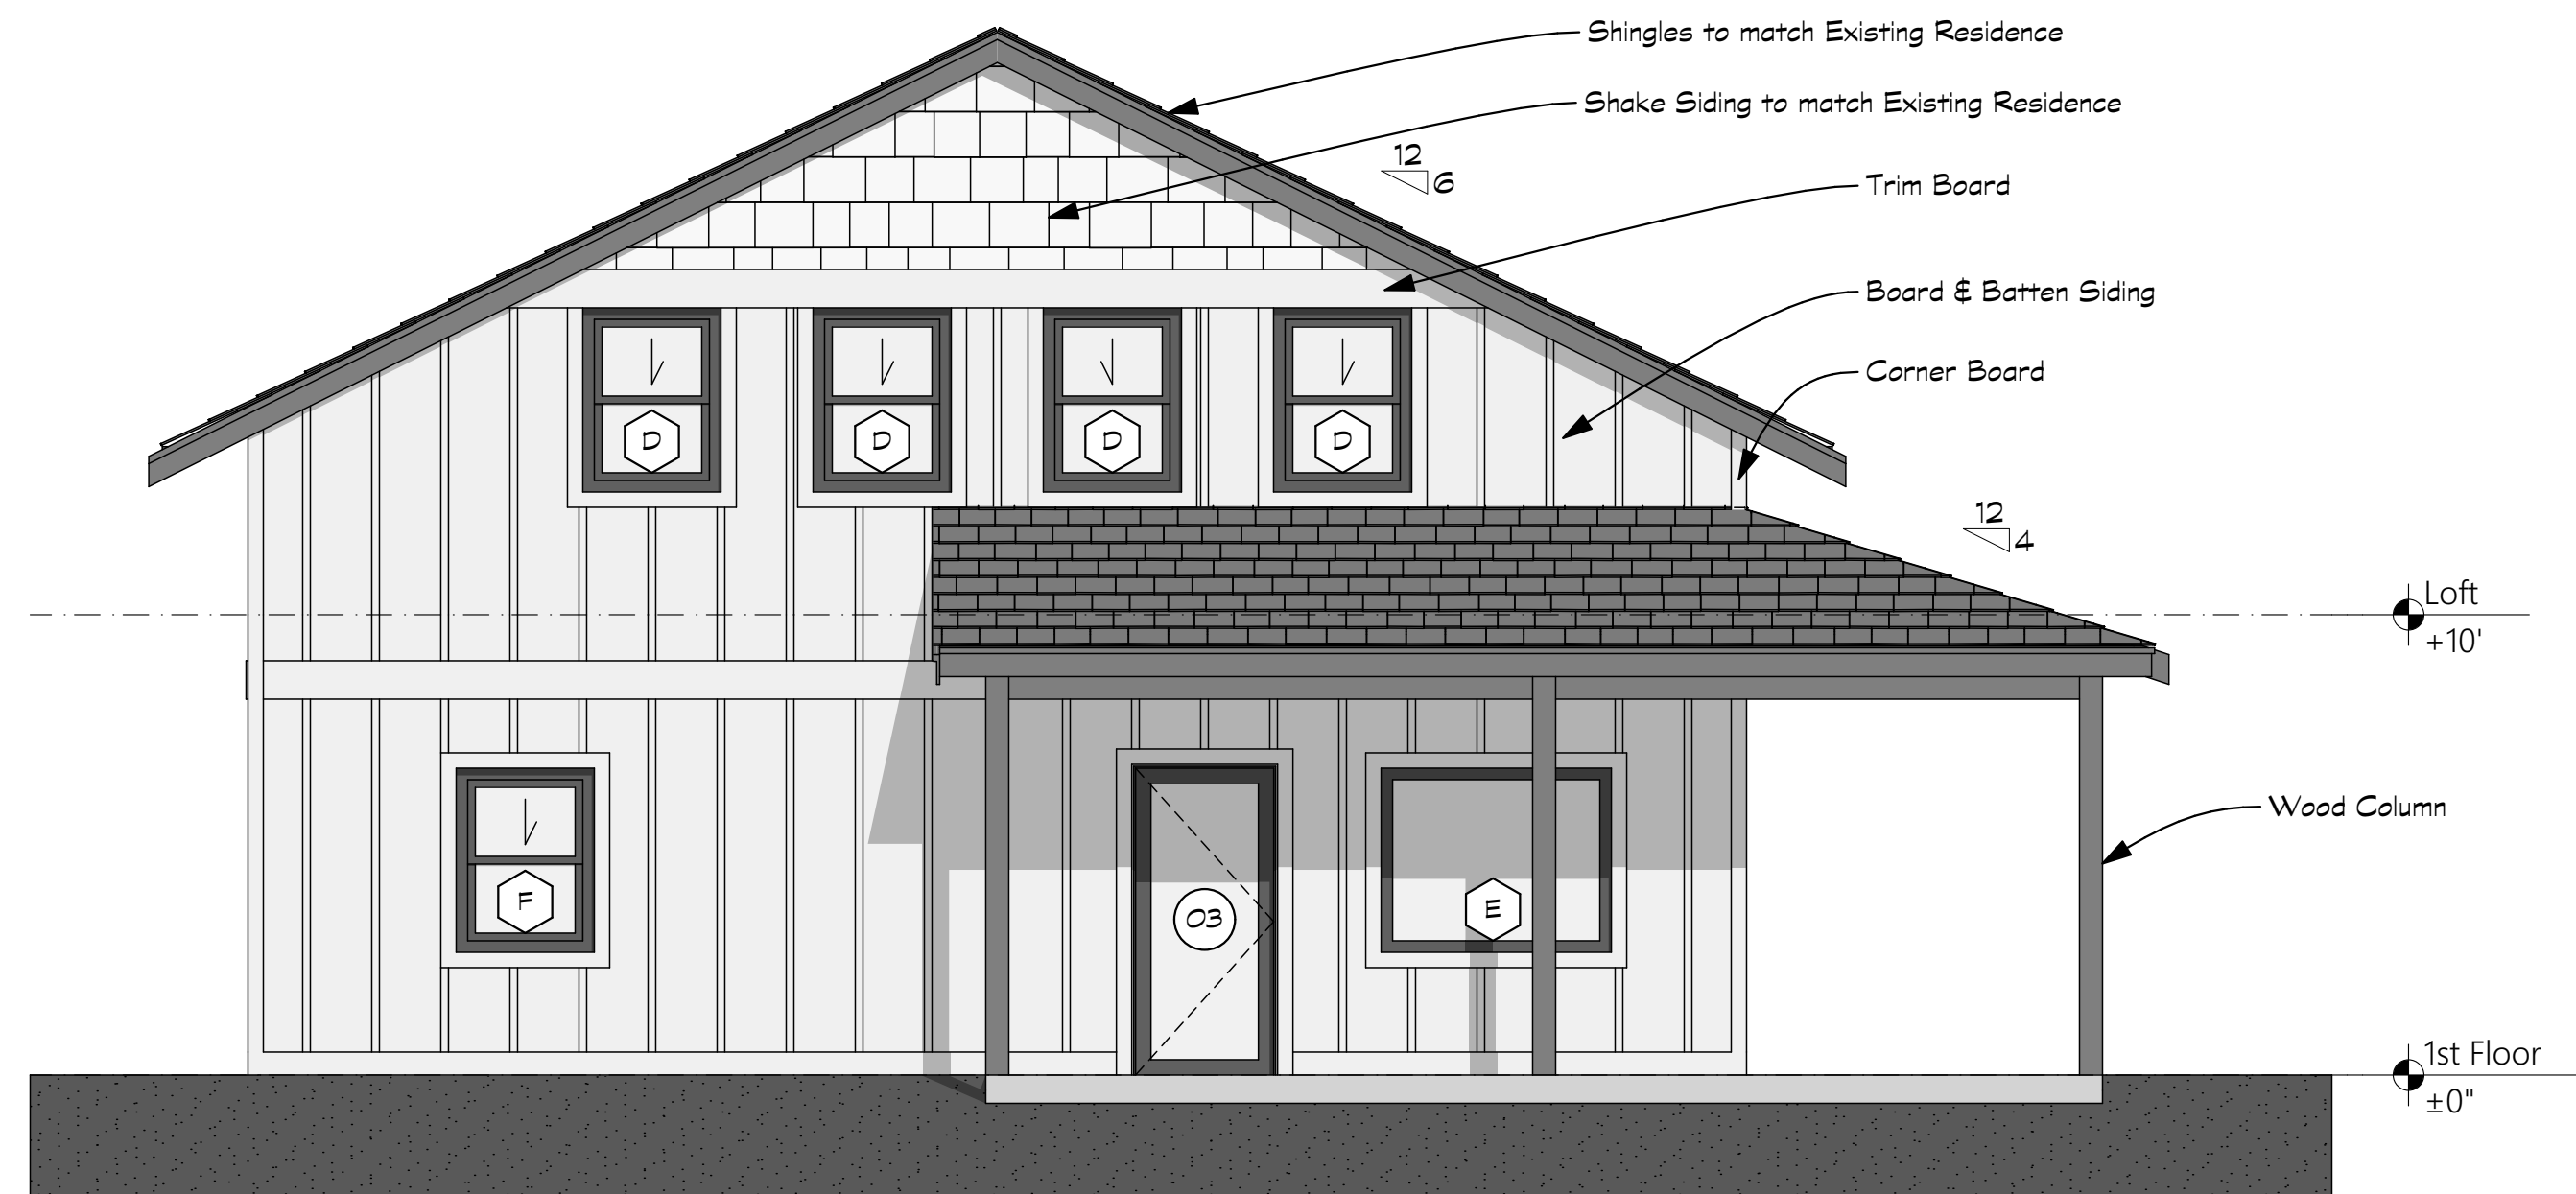 Shingles to match Existing Residence
Shake Siding to match Existing Residence
12
6
Trim Board
Board & Batten Siding
Corner Board
D
D
D
D
12
4
Loft
+10'
Wood Column
F
03
E
1st Floor
±0"